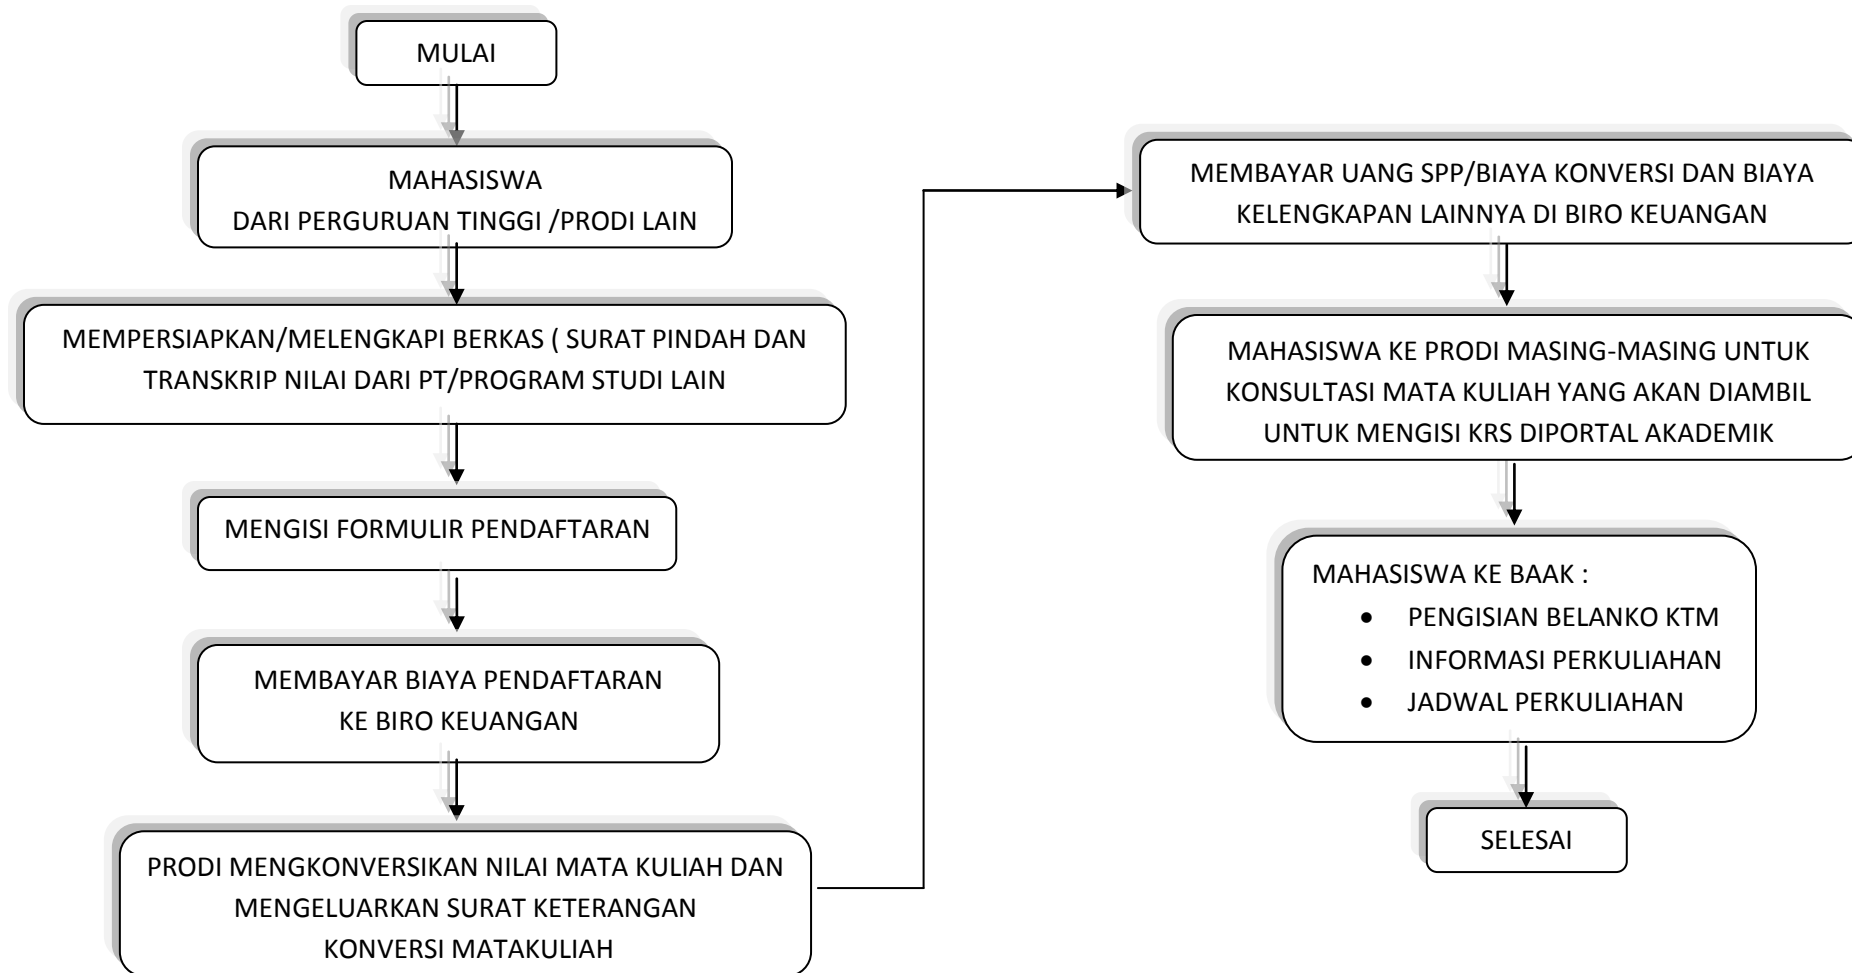 MULAI
MAHASISWA
DARI PERGURUAN TINGGI /PRODI LAIN
MEMPERSIAPKAN/MELENGKAPI BERKAS ( SURAT PINDAH DAN
TRANSKRIP NILAI DARI PT/PROGRAM STUDI LAIN
MENGISI FORMULIR PENDAFTARAN
MEMBAYAR BIAYA PENDAFTARAN
KE BIRO KEUANGAN
PRODI MENGKONVERSIKAN NILAI MATA KULIAH DAN
MENGELUARKAN SURAT KETERANGAN
KONVERSI MATAKULIAH
MEMBAYAR UANG SPP/BIAYA KONVERSI DAN BIAYA
KELENGKAPAN LAINNYA DI BIRO KEUANGAN
MAHASISWA KE PRODI MASING-MASING UNTUK
KONSULTASI MATA KULIAH YANG AKAN DIAMBIL
UNTUK MENGISI KRS DIPORTAL AKADEMIK
MAHASISWA KE BAAK :
• PENGISIAN BELANKO KTM
• INFORMASI PERKULIAHAN
• JADWAL PERKULIAHAN
SELESAI